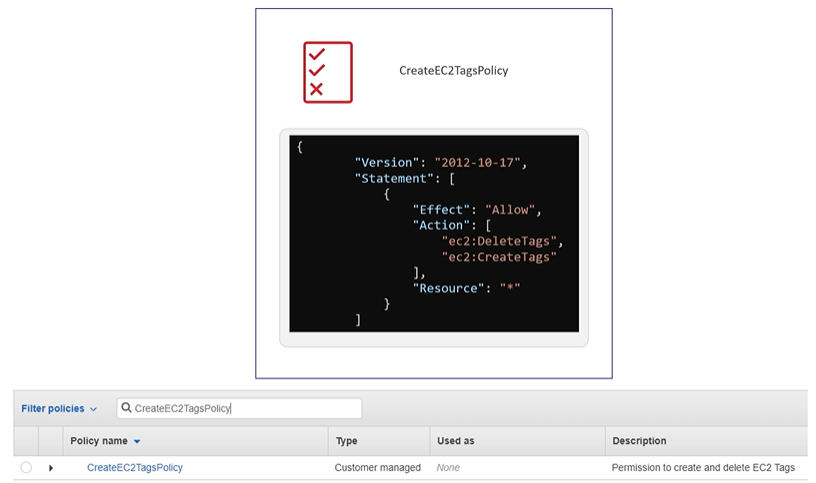 CreateEC2TagsPolicy
{
"Version": "2012-10-17",
"Statement": [
{
"Effect": "Allow",
"Action": [
"ec2:DeleteTags",
"ec2:CreateTags"
],
"Resource": "*"
}
]
Filter policies CreateEC2TagsPolicy
Policy name Type Used as Description
CreateEC2TagsPolicy Customer managed None Permission to create and delete EC2 Tags